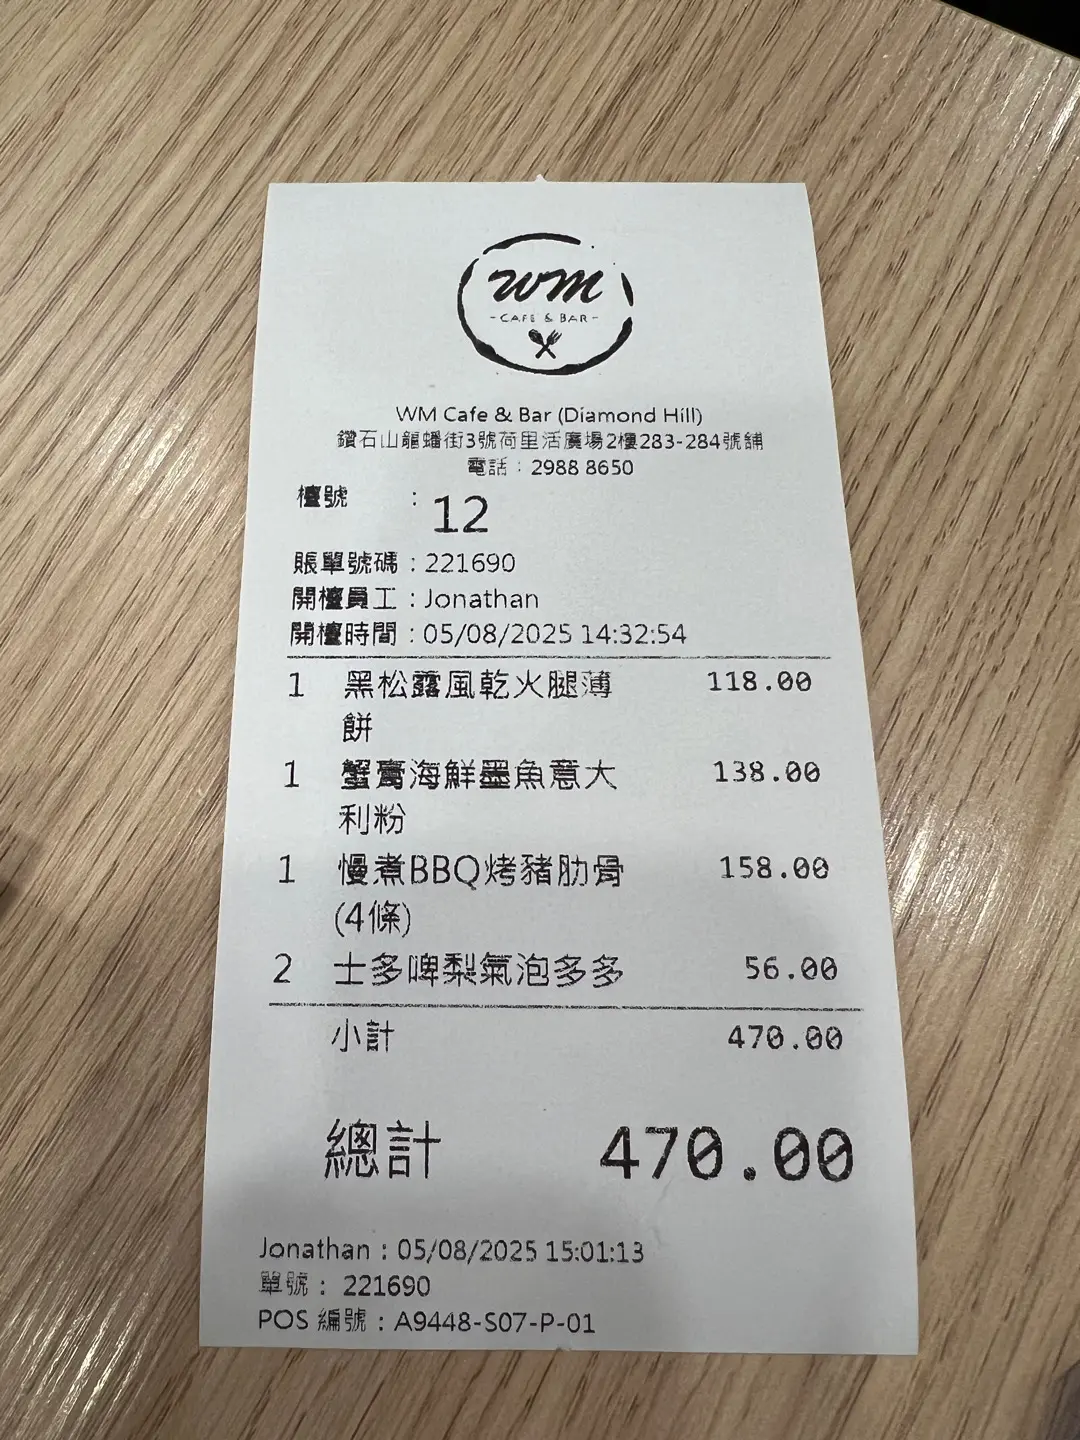 wm
- CAFE & BAR -
WM Cafe & Bar (Diamond Hill)
鑽石山龍蟠街3號荷里活廣場2樓283-284號舖
電話：2988 8650
檯號 ： 12
賬單號碼：221690
開檯員工：Jonathan
開檯時間：05/08/2025 14:32:54
1 黑松露風乾火腿薄 118.00
餅
1 蟹膏海鮮墨魚意大 138.00
利粉
1 慢煮BBQ烤豬肋骨 158.00
(4條)
2 士多啤梨氣泡多多 56.00
小計 470.00
總計 470.00
Jonathan：05/08/2025 15:01:13
單號： 221690
POS 編號：A9448-S07-P-01